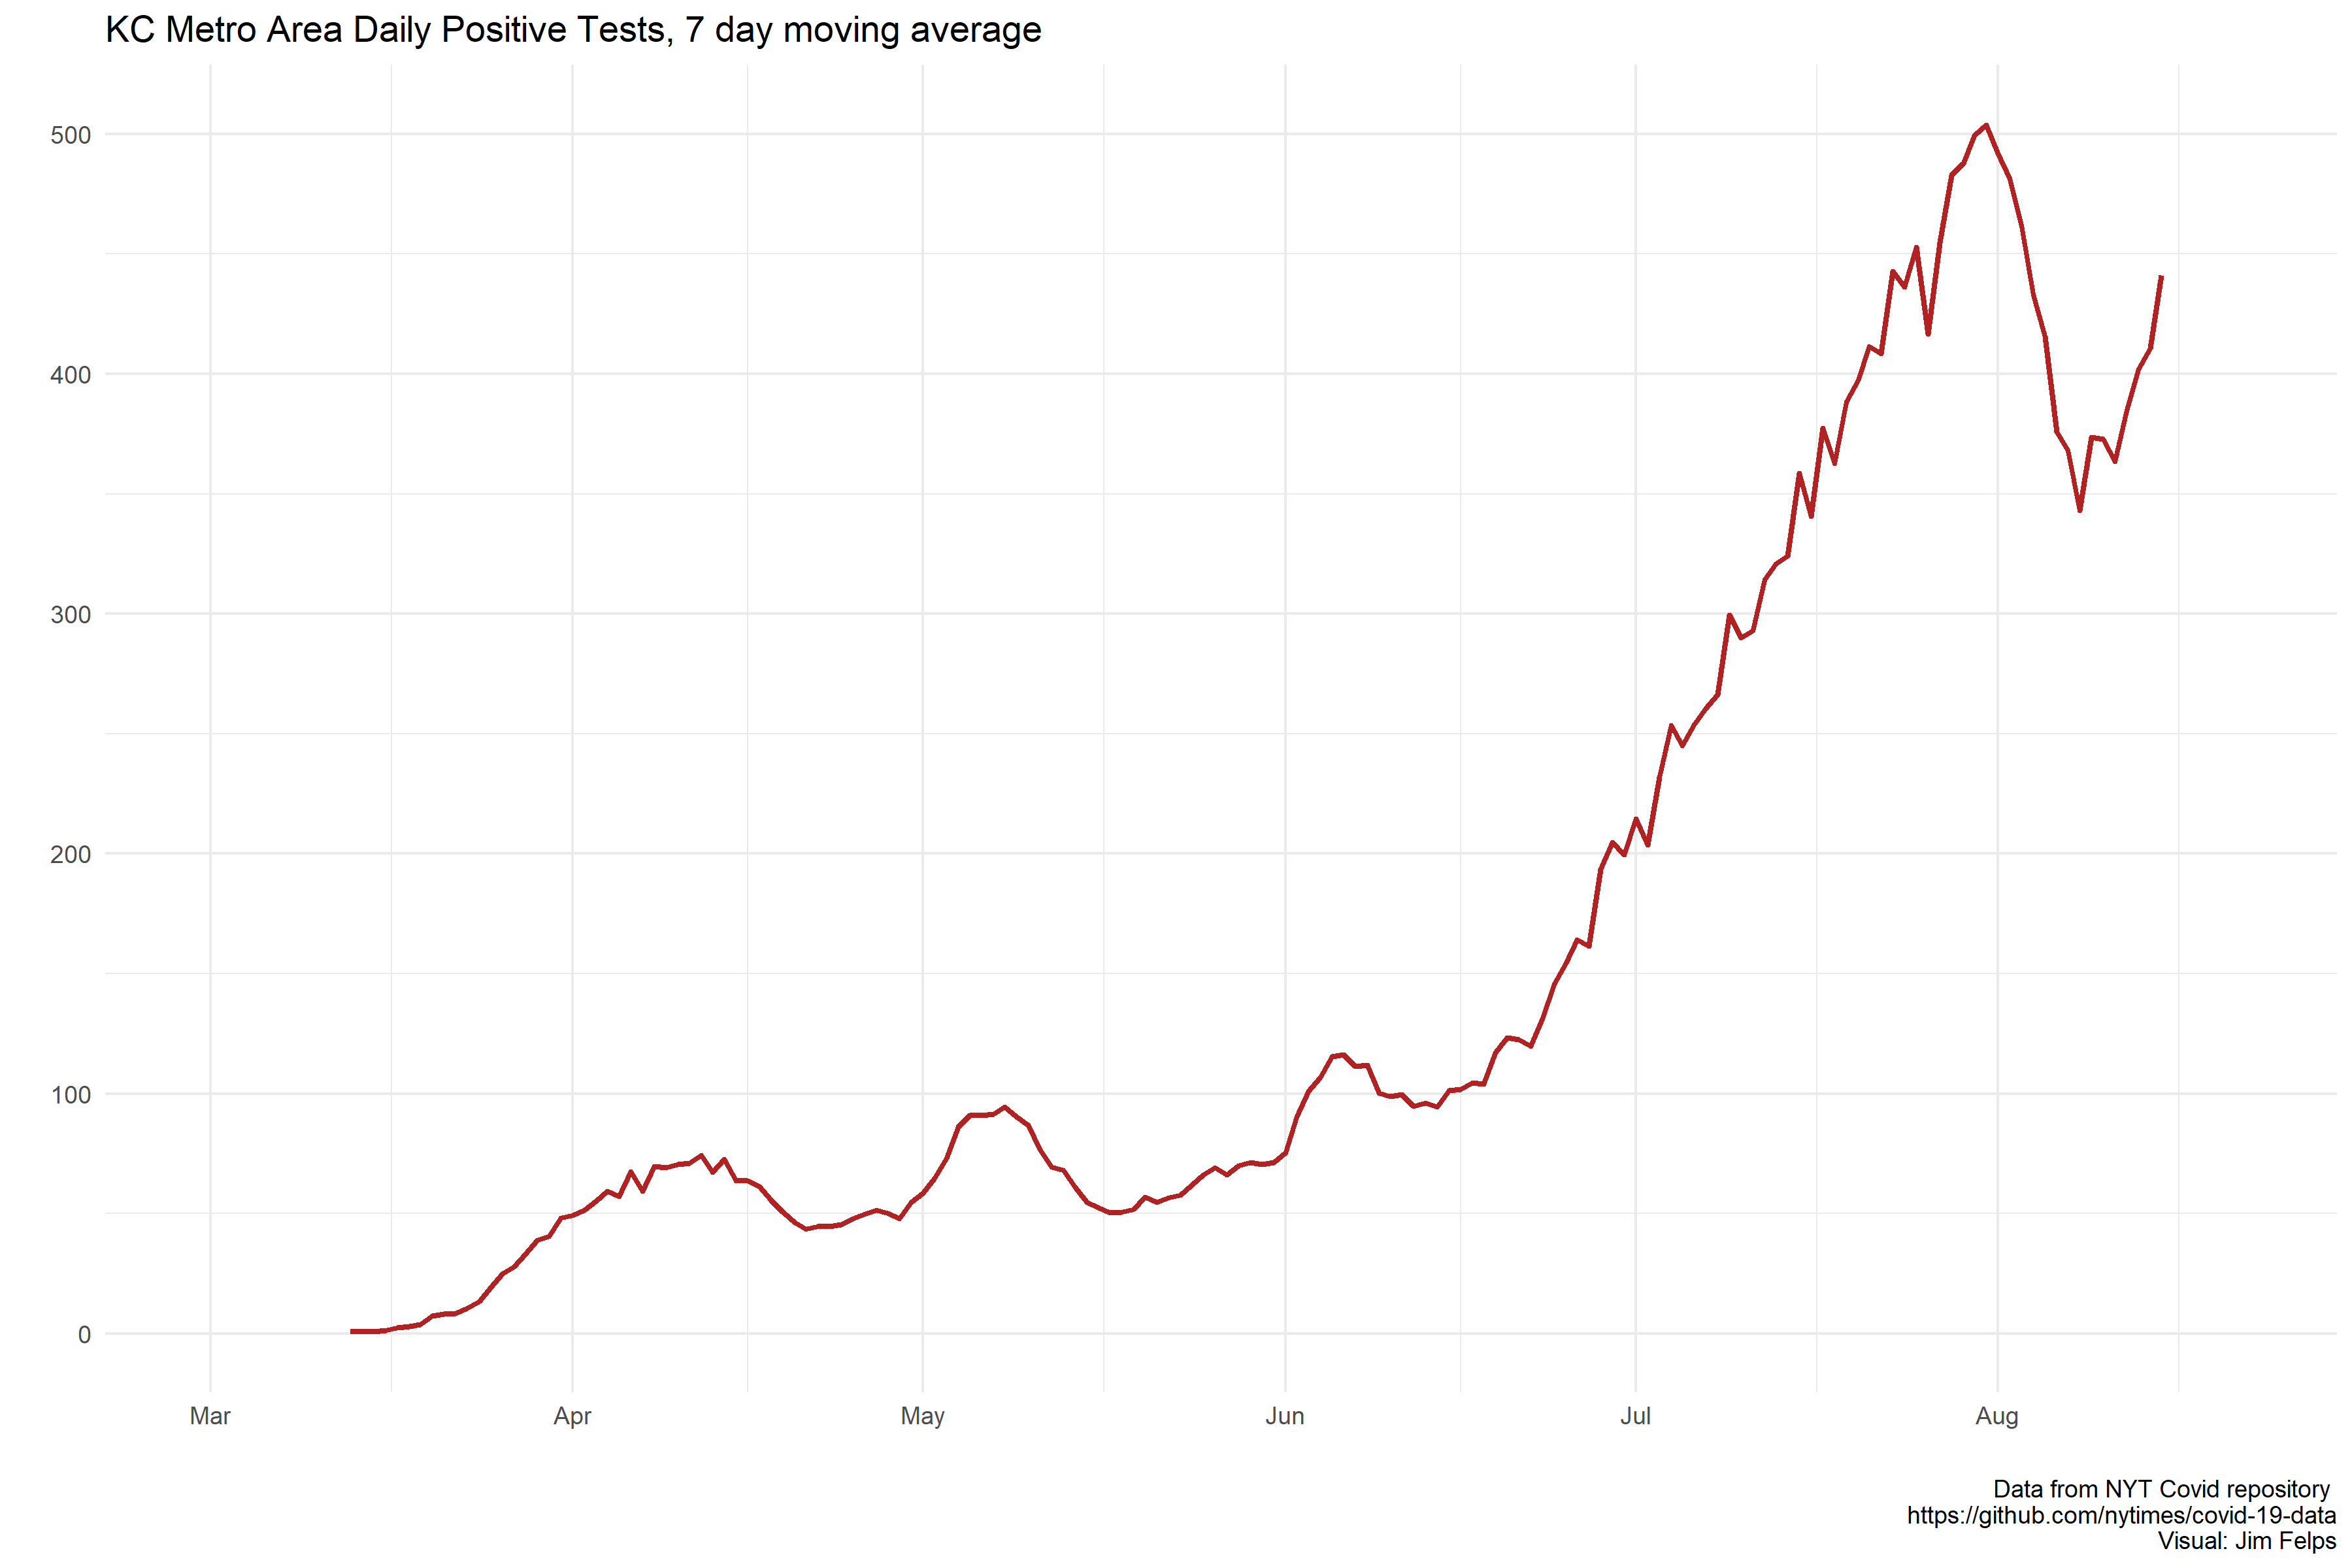 KC Metro Area Daily Positive Tests, 7 day moving average
500
400
300
200
100
0
Mar Apr May Jun Jul Aug
Data from NYT Covid repository
https://github.com/nytimes/covid-19-data
Visual: Jim Felps